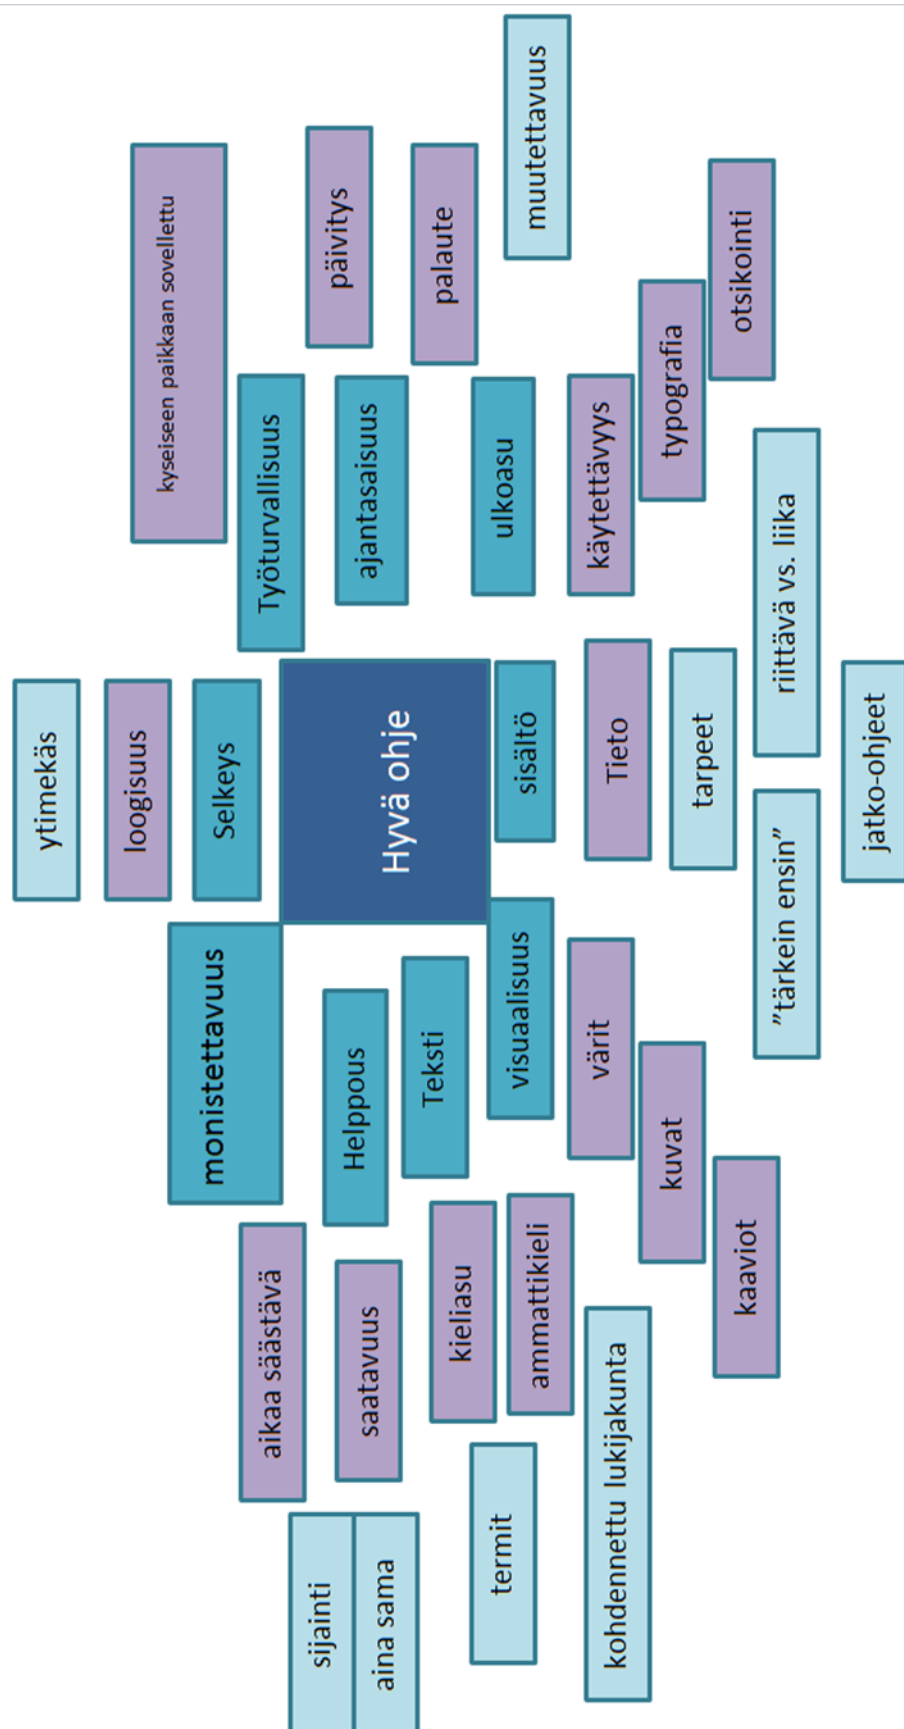 ytimekäs
loogisuus
kyseiseen paikkaan sovellettu
monistettavuus
Selkeys
aikaa säästävä
Työturvallisuus
sijainti
aina sama
saatavuus
Helppous
Hyvä ohje
ajantasaisuus
päivitys
kieliasu
Teksti
palaute
termit
ammattikieli
visuaalisuus
sisältö
ulkoasu
muutettavuus
kohdennettu lukijakunta
värit
Tieto
käytettävyys
kuvat
tarpeet
typografia
kaaviot
otsikointi
”tärkein ensin”
riittävä vs. liika
jatko-ohjeet